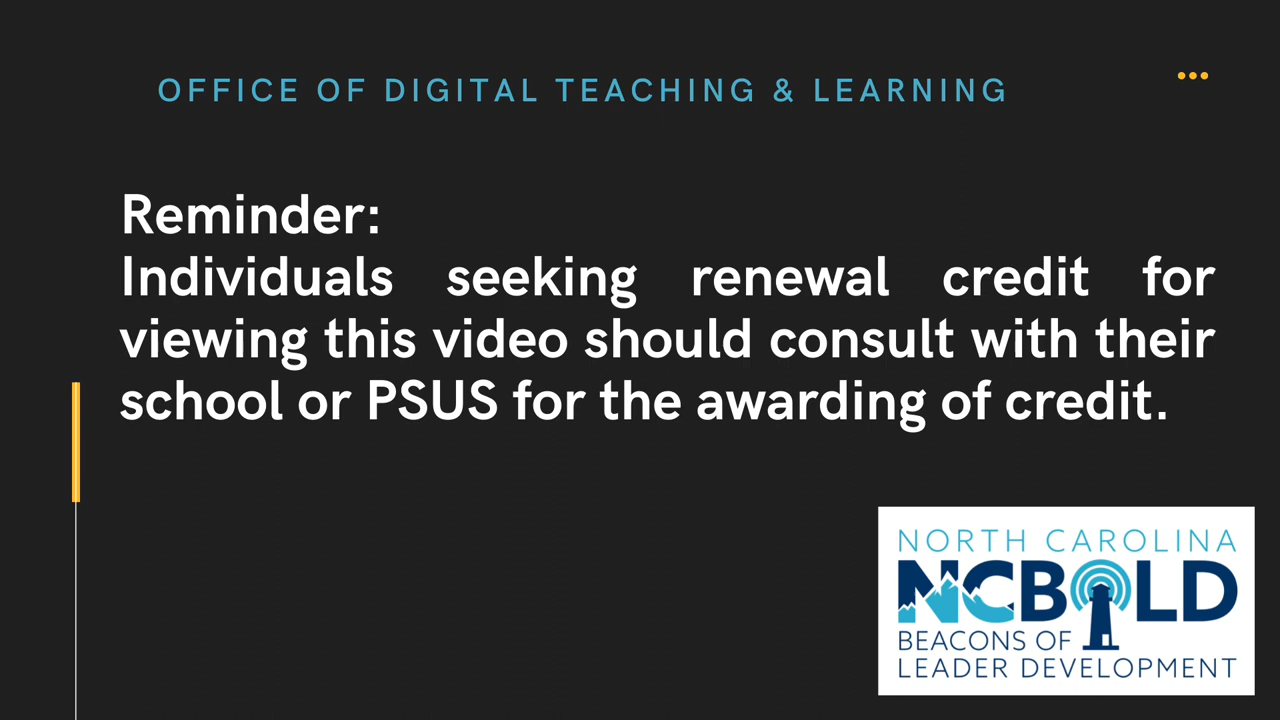 OFFICE OF DIGITAL TEACHING & LEARNING
Reminder:
Individuals seeking renewal credit for
viewing this video should consult with their
school or PSUS for the awarding of credit.
NORTH CAROLINA
NCBOLD
BEACONS OF
LEADER DEVELOPMENT